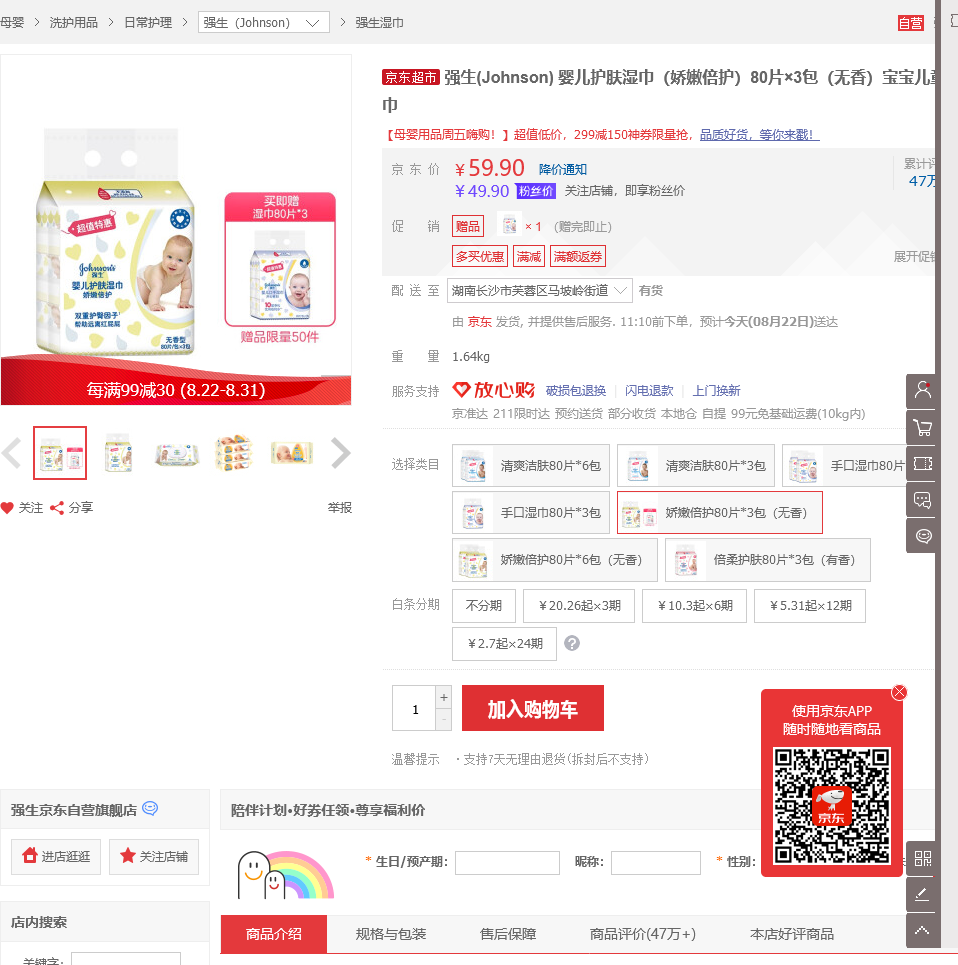 母婴 > 洗护用品 > 日常护理 > 强生（Johnson） > 强生湿巾
自营
京东超市 强生(Johnson) 婴儿护肤湿巾（娇嫩倍护）80片×3包（无香）宝宝儿
巾
【母婴用品周五嗨购！】超值低价，299减150神券限量抢，品质好货，等你来戳！
京东价 ￥59.90 降价通知
￥49.90 粉丝价 关注店铺，即享粉丝价
累计评
47万
促销 赠品 × 1 （赠完即止）
多买优惠 满减 满额返券
展开促销
配送至 湖南长沙市芙蓉区马坡岭街道 有货
由 京东 发货, 并提供售后服务. 11:10前下单，预计今天(08月22日)送达
重量 1.64kg
服务支持 放心购 破损包退换 闪电退款 上门换新
京准达 211限时达 预约送货 部分收货 本地仓 自提 99元免基础运费(10kg内)
选择类目 清爽洁肤80片*6包 清爽洁肤80片*3包 手口湿巾80片
手口湿巾80片*3包 娇嫩倍护80片*3包（无香）
娇嫩倍护80片*6包（无香） 倍柔护肤80片*3包（有香）
白条分期 不分期 ￥20.26起×3期 ￥10.3起×6期 ￥5.31起×12期
￥2.7起×24期 ?
1 + - 加入购物车
温馨提示 ·支持7天无理由退货(拆封后不支持)
超值特惠
Johnson's
强生
婴儿护肤湿巾
娇嫩倍护
双重护臀因子
帮助远离红屁屁
无香型
80片/包×3包
买即赠
湿巾80片*3
赠品限量50件
每满99减30 (8.22-8.31)
关注 分享 举报
使用京东APP
随时随地看商品
京东
强生京东自营旗舰店
进店逛逛 关注店铺
店内搜索
关键字：
陪伴计划•好券任领•尊享福利价
* 生日/预产期： 昵称： * 性别：
商品介绍 规格与包装 售后保障 商品评价(47万+) 本店好评商品